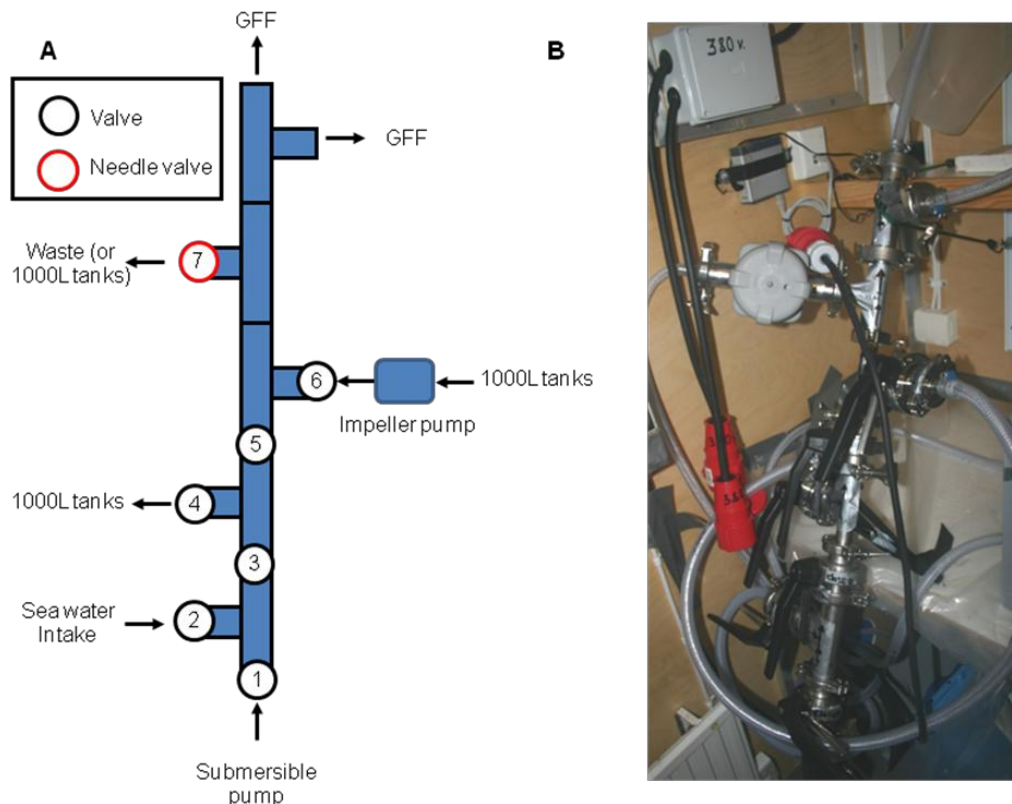 GFF
A
B
Valve
Needle valve
GFF
Waste (or
1000L tanks)
7
6
1000L tanks
Impeller pump
5
1000L tanks
4
3
Sea water
Intake
2
1
Submersible
pump
380 v.